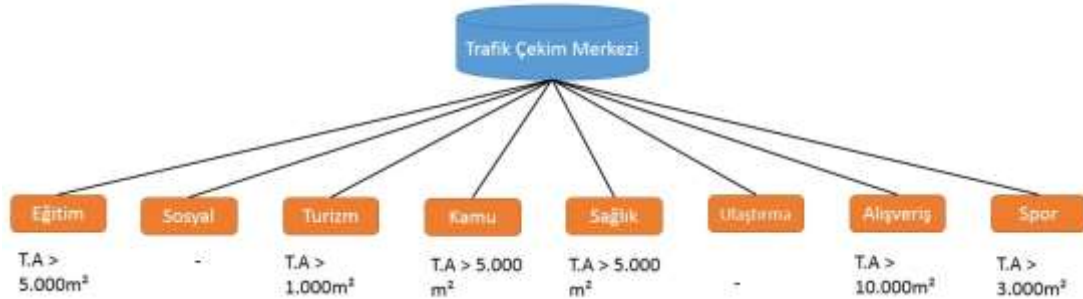 Trafik Çekim Merkezi
Eğitim
Sosyal
Turizm
Kamu
Sağlık
Ulaştırma
Alışveriş
Spor
T.A >
5.000m²
-
T.A >
1.000m²
T.A > 5.000
m²
T.A > 5.000
m²
-
T.A >
10.000m²
T.A >
3.000m²